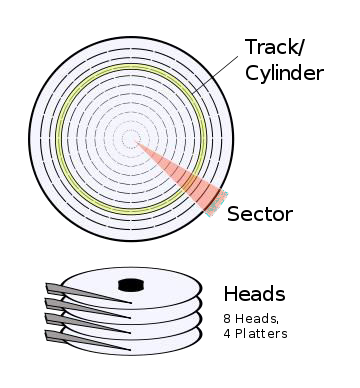 Track/
Cylinder
Sector
Heads
8 Heads,
4 Platters